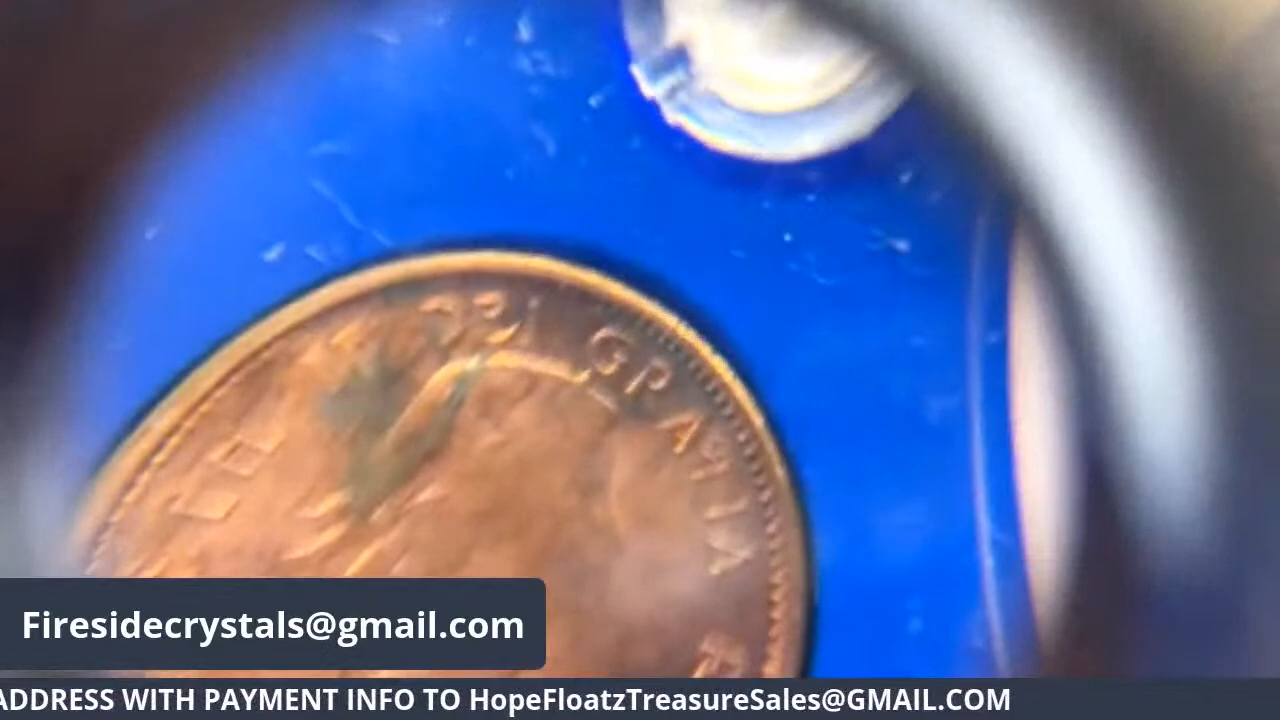 DEI GRATIA
Firesidecrystals@gmail.com
ADDRESS WITH PAYMENT INFO TO HopeFloatzTreasureSales@GMAIL.COM